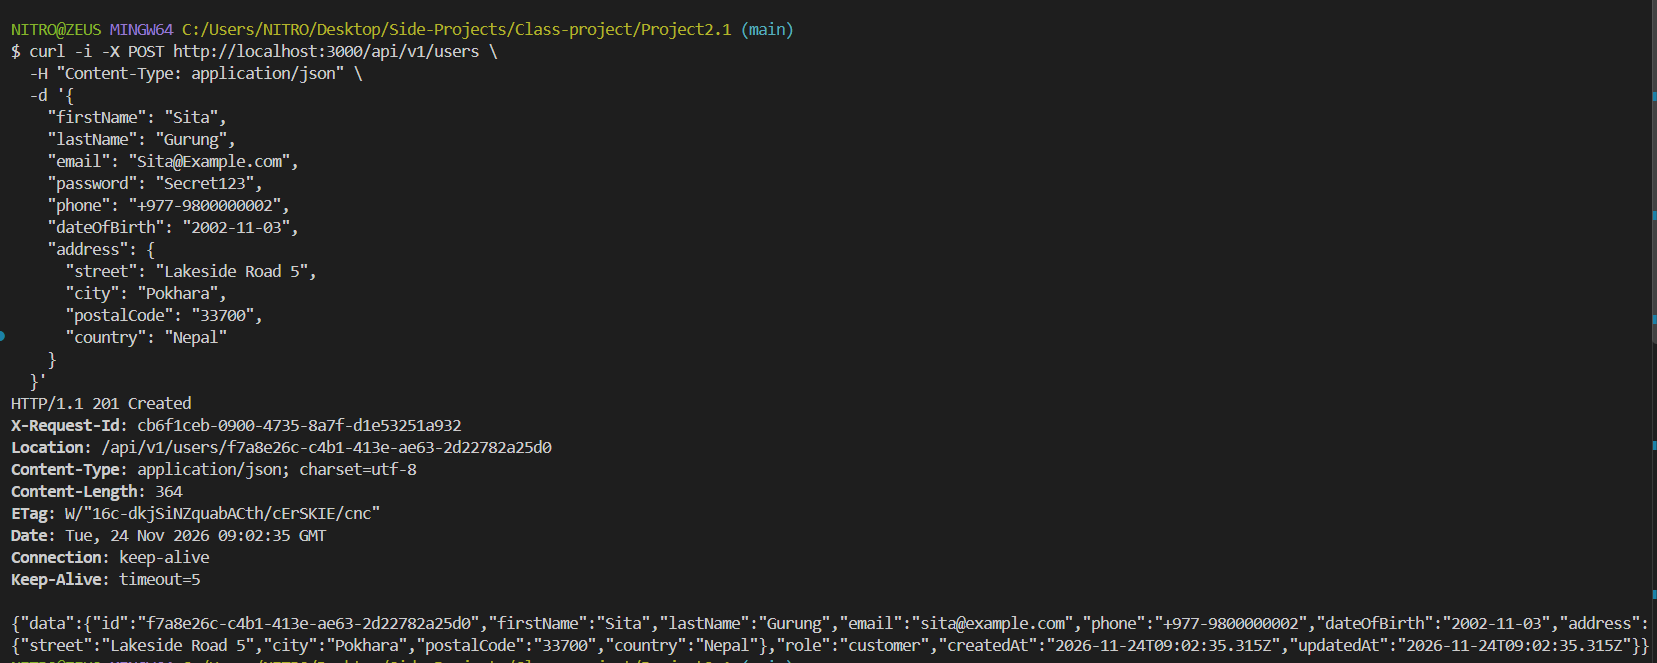 NITRO@ZEUS MINGW64 C:/Users/NITRO/Desktop/Side-Projects/Class-project/Project2.1 (main)
$ curl -i -X POST http://localhost:3000/api/v1/users \
  -H "Content-Type: application/json" \
  -d '{
    "firstName": "Sita",
    "lastName": "Gurung",
    "email": "Sita@Example.com",
    "password": "Secret123",
    "phone": "+977-9800000002",
    "dateOfBirth": "2002-11-03",
    "address": {
      "street": "Lakeside Road 5",
      "city": "Pokhara",
      "postalCode": "33700",
      "country": "Nepal"
    }
  }'
HTTP/1.1 201 Created
X-Request-Id: cb6f1ceb-0900-4735-8a7f-d1e53251a932
Location: /api/v1/users/f7a8e26c-c4b1-413e-ae63-2d22782a25d0
Content-Type: application/json; charset=utf-8
Content-Length: 364
ETag: W/"16c-dkjSiNZquabACth/cErSKIE/cnc"
Date: Tue, 24 Nov 2026 09:02:35 GMT
Connection: keep-alive
Keep-Alive: timeout=5

{"data":{"id":"f7a8e26c-c4b1-413e-ae63-2d22782a25d0","firstName":"Sita","lastName":"Gurung","email":"sita@example.com","phone":"+977-9800000002","dateOfBirth":"2002-11-03","address":
{"street":"Lakeside Road 5","city":"Pokhara","postalCode":"33700","country":"Nepal"},"role":"customer","createdAt":"2026-11-24T09:02:35.315Z","updatedAt":"2026-11-24T09:02:35.315Z"}}